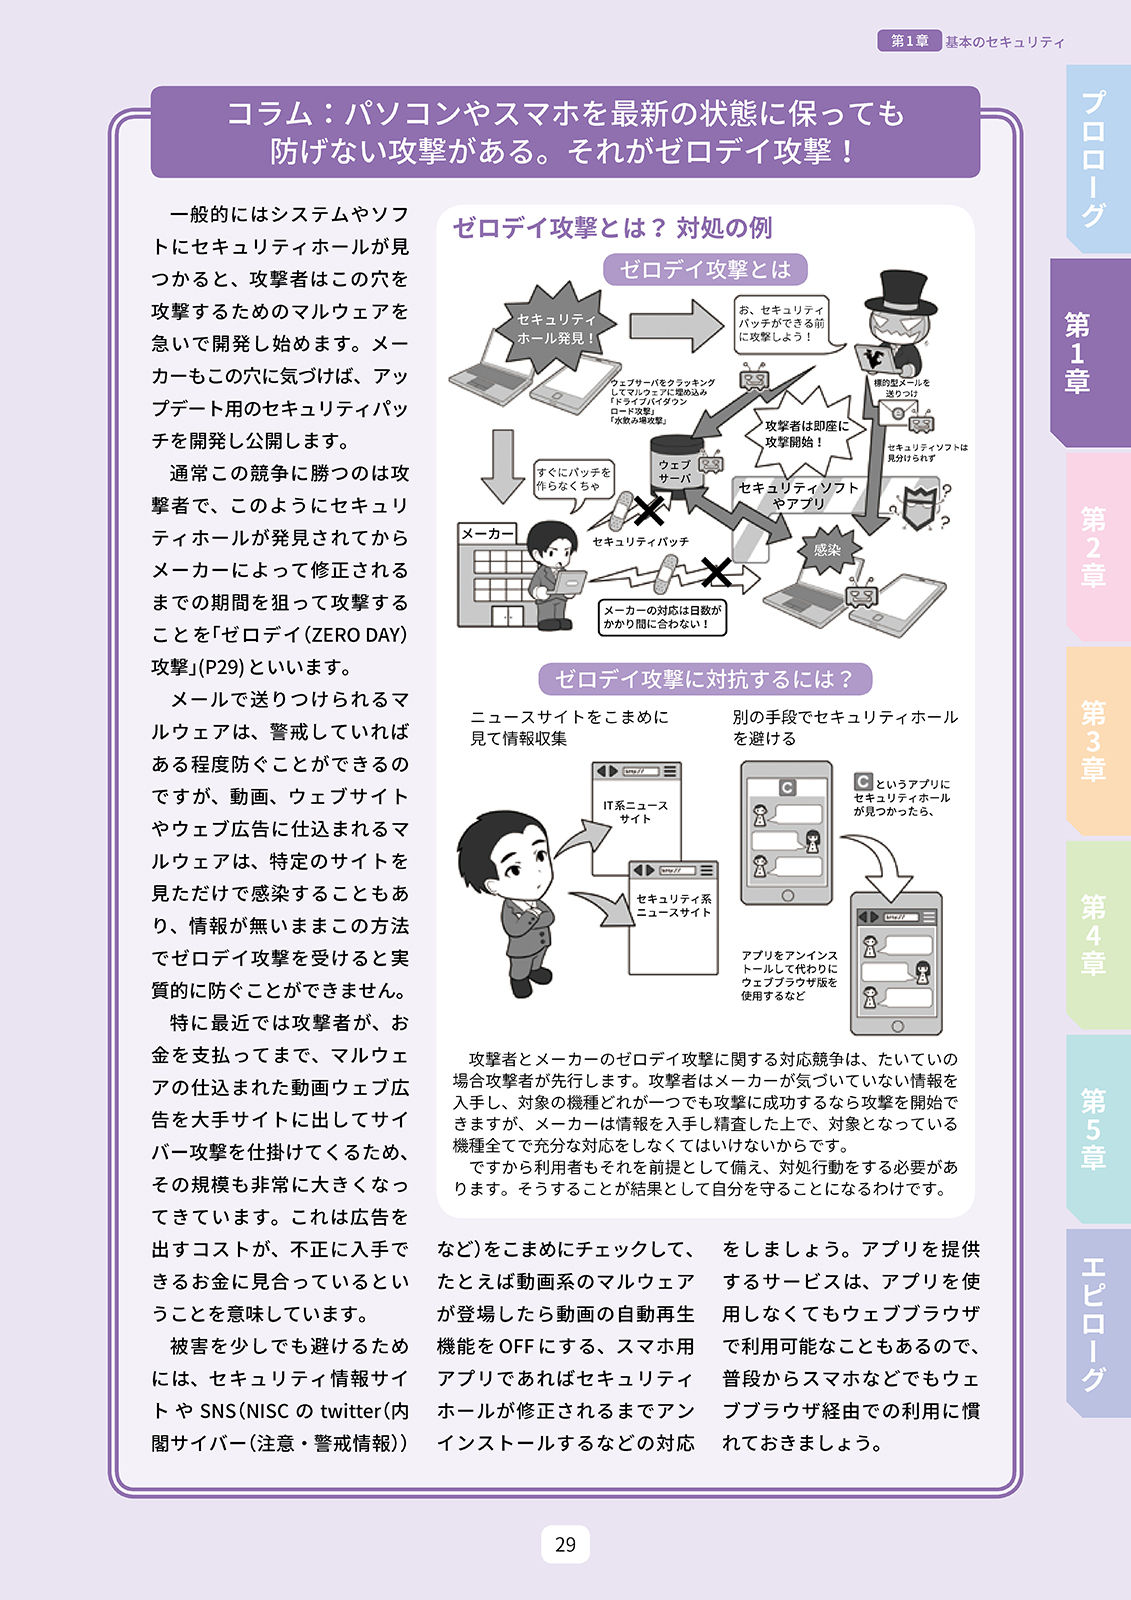 第1章 基本のセキュリティ
コラム：パソコンやスマホを最新の状態に保っても
防げない攻撃がある。それがゼロデイ攻撃！
一般的にはシステムやソフ
トにセキュリティホールが見
つかると、攻撃者はこの穴を
攻撃するためのマルウェアを
急いで開発し始めます。メー
カーもこの穴に気づけば、アッ
プデート用のセキュリティパッ
チを開発し公開します。
通常この競争に勝つのは攻
撃者で、このようにセキュリ
ティホールが発見されてから
メーカーによって修正される
までの期間を狙って攻撃する
ことを「ゼロデイ（ZERO DAY）
攻撃」(P29)といいます。
メールで送りつけられるマ
ルウェアは、警戒していれば
ある程度防ぐことができるの
ですが、動画、ウェブサイト
やウェブ広告に仕込まれるマ
ルウェアは、特定のサイトを
見ただけで感染することもあ
り、情報が無いままこの方法
でゼロデイ攻撃を受けると実
質的に防ぐことができません。
特に最近では攻撃者が、お
金を支払ってまで、マルウェ
アの仕込まれた動画ウェブ広
告を大手サイトに出してサイ
バー攻撃を仕掛けてくるため、
その規模も非常に大きくなっ
てきています。これは広告を
出すコストが、不正に入手で
きるお金に見合っているとい
うことを意味しています。
被害を少しでも避けるため
には、セキュリティ情報サイ
トや SNS（NISC の twitter（内
閣サイバー（注意・警戒情報））
など）をこまめにチェックして、
たとえば動画系のマルウェア
が登場したら動画の自動再生
機能を OFF にする、スマホ用
アプリであればセキュリティ
ホールが修正されるまでアン
インストールするなどの対応
をしましょう。アプリを提供
するサービスは、アプリを使
用しなくてもウェブブラウザ
で利用可能なこともあるので、
普段からスマホなどでもウェ
ブブラウザ経由での利用に慣
れておきましょう。
ゼロデイ攻撃とは？ 対処の例
ゼロデイ攻撃とは
セキュリティ
ホール発見！
お、セキュリティ
パッチができる前
に攻撃しよう！
ウェブサーバをクラッキング
してマルウェアに埋め込み
「ドライブバイダウン
ロード攻撃」
「水飲み場攻撃」
標的型メールを
送りつけ
攻撃者は即座に
攻撃開始！
セキュリティソフトは
見分けられず
ウェブ
サーバ
すぐにパッチを
作らなくちゃ
セキュリティソフト
やアプリ
?
?
メーカー
セキュリティパッチ
感染
メーカーの対応は日数が
かかり間に合わない！
ゼロデイ攻撃に対抗するには？
ニュースサイトをこまめに
見て情報収集
http://
IT系ニュース
サイト
http://
セキュリティ系
ニュースサイト
別の手段でセキュリティホール
を避ける
C
C というアプリに
セキュリティホール
が見つかったら、
http://
アプリをアンインス
トールして代わりに
ウェブブラウザ版を
使用するなど
攻撃者とメーカーのゼロデイ攻撃に関する対応競争は、たいていの
場合攻撃者が先行します。攻撃者はメーカーが気づいていない情報を
入手し、対象の機種どれが一つでも攻撃に成功するなら攻撃を開始で
きますが、メーカーは情報を入手し精査した上で、対象となっている
機種全てで充分な対応をしなくてはいけないからです。
ですから利用者もそれを前提として備え、対処行動をする必要があ
ります。そうすることが結果として自分を守ることになるわけです。
プロローグ
第1章
第2章
第3章
第4章
第5章
エピローグ
29